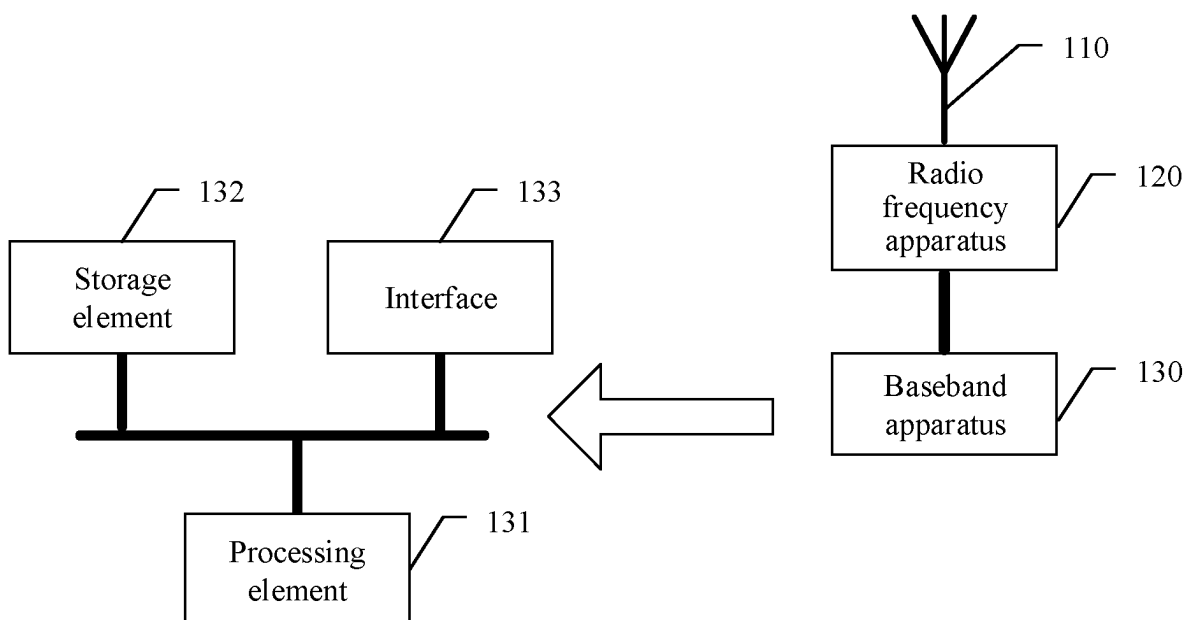 110
Radio
frequency
apparatus
120
132
133
Storage
element
Interface
Baseband
apparatus
130
131
Processing
element